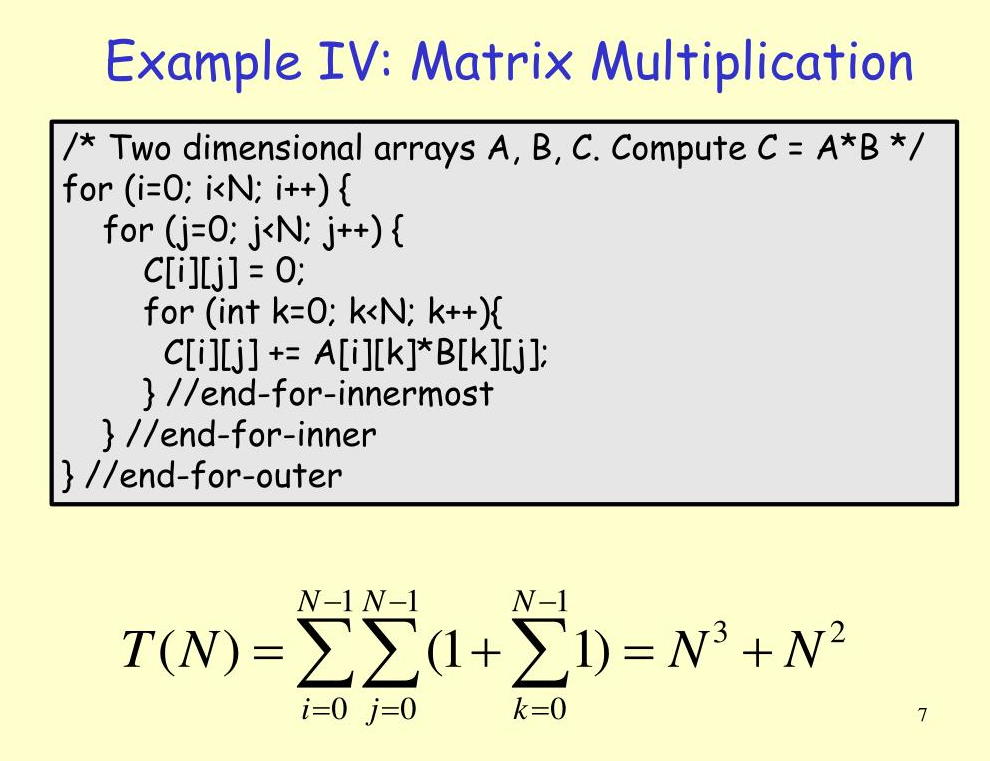 Example IV: Matrix Multiplication
/* Two dimensional arrays A, B, C. Compute C = A*B */
for (i=0; i<N; i++) {
for (j=0; j<N; j++) {
C[i][j] = 0;
for (int k=0; k<N; k++){
C[i][j] += A[i][k]*B[k][j];
} //end-for-innermost
} //end-for-inner
} //end-for-outer
T(N) = \sum_{i=0}^{N-1} \sum_{j=0}^{N-1} (1 + \sum_{k=0}^{N-1} 1) = N^3 + N^2
7